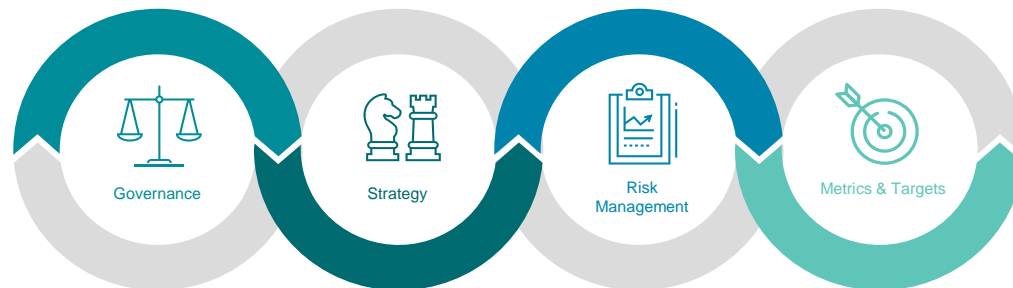 Governance
Strategy
Risk
Management
Metrics & Targets